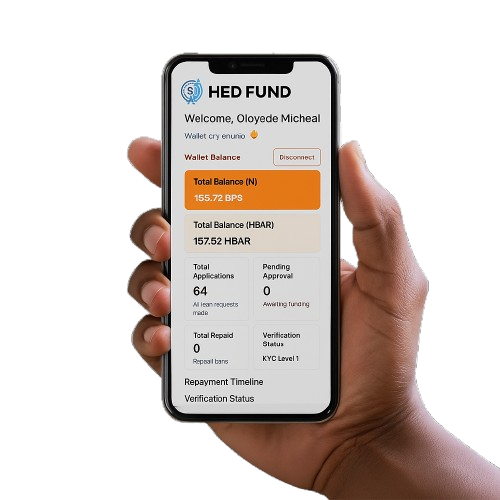 HED FUND
Welcome, Oloyede Micheal
Wallet cry enunio
Wallet Balance
Disconnect
Total Balance (N)
155.72 BPS
Total Balance (HBAR)
157.52 HBAR
Total
Applications
64
All lean requests
made
Pending
Approval
0
Awaiting funding
Total Repaid
0
Repaail bans
Verification
Status
KYC Level 1
Repayment Timeline
Verification Status